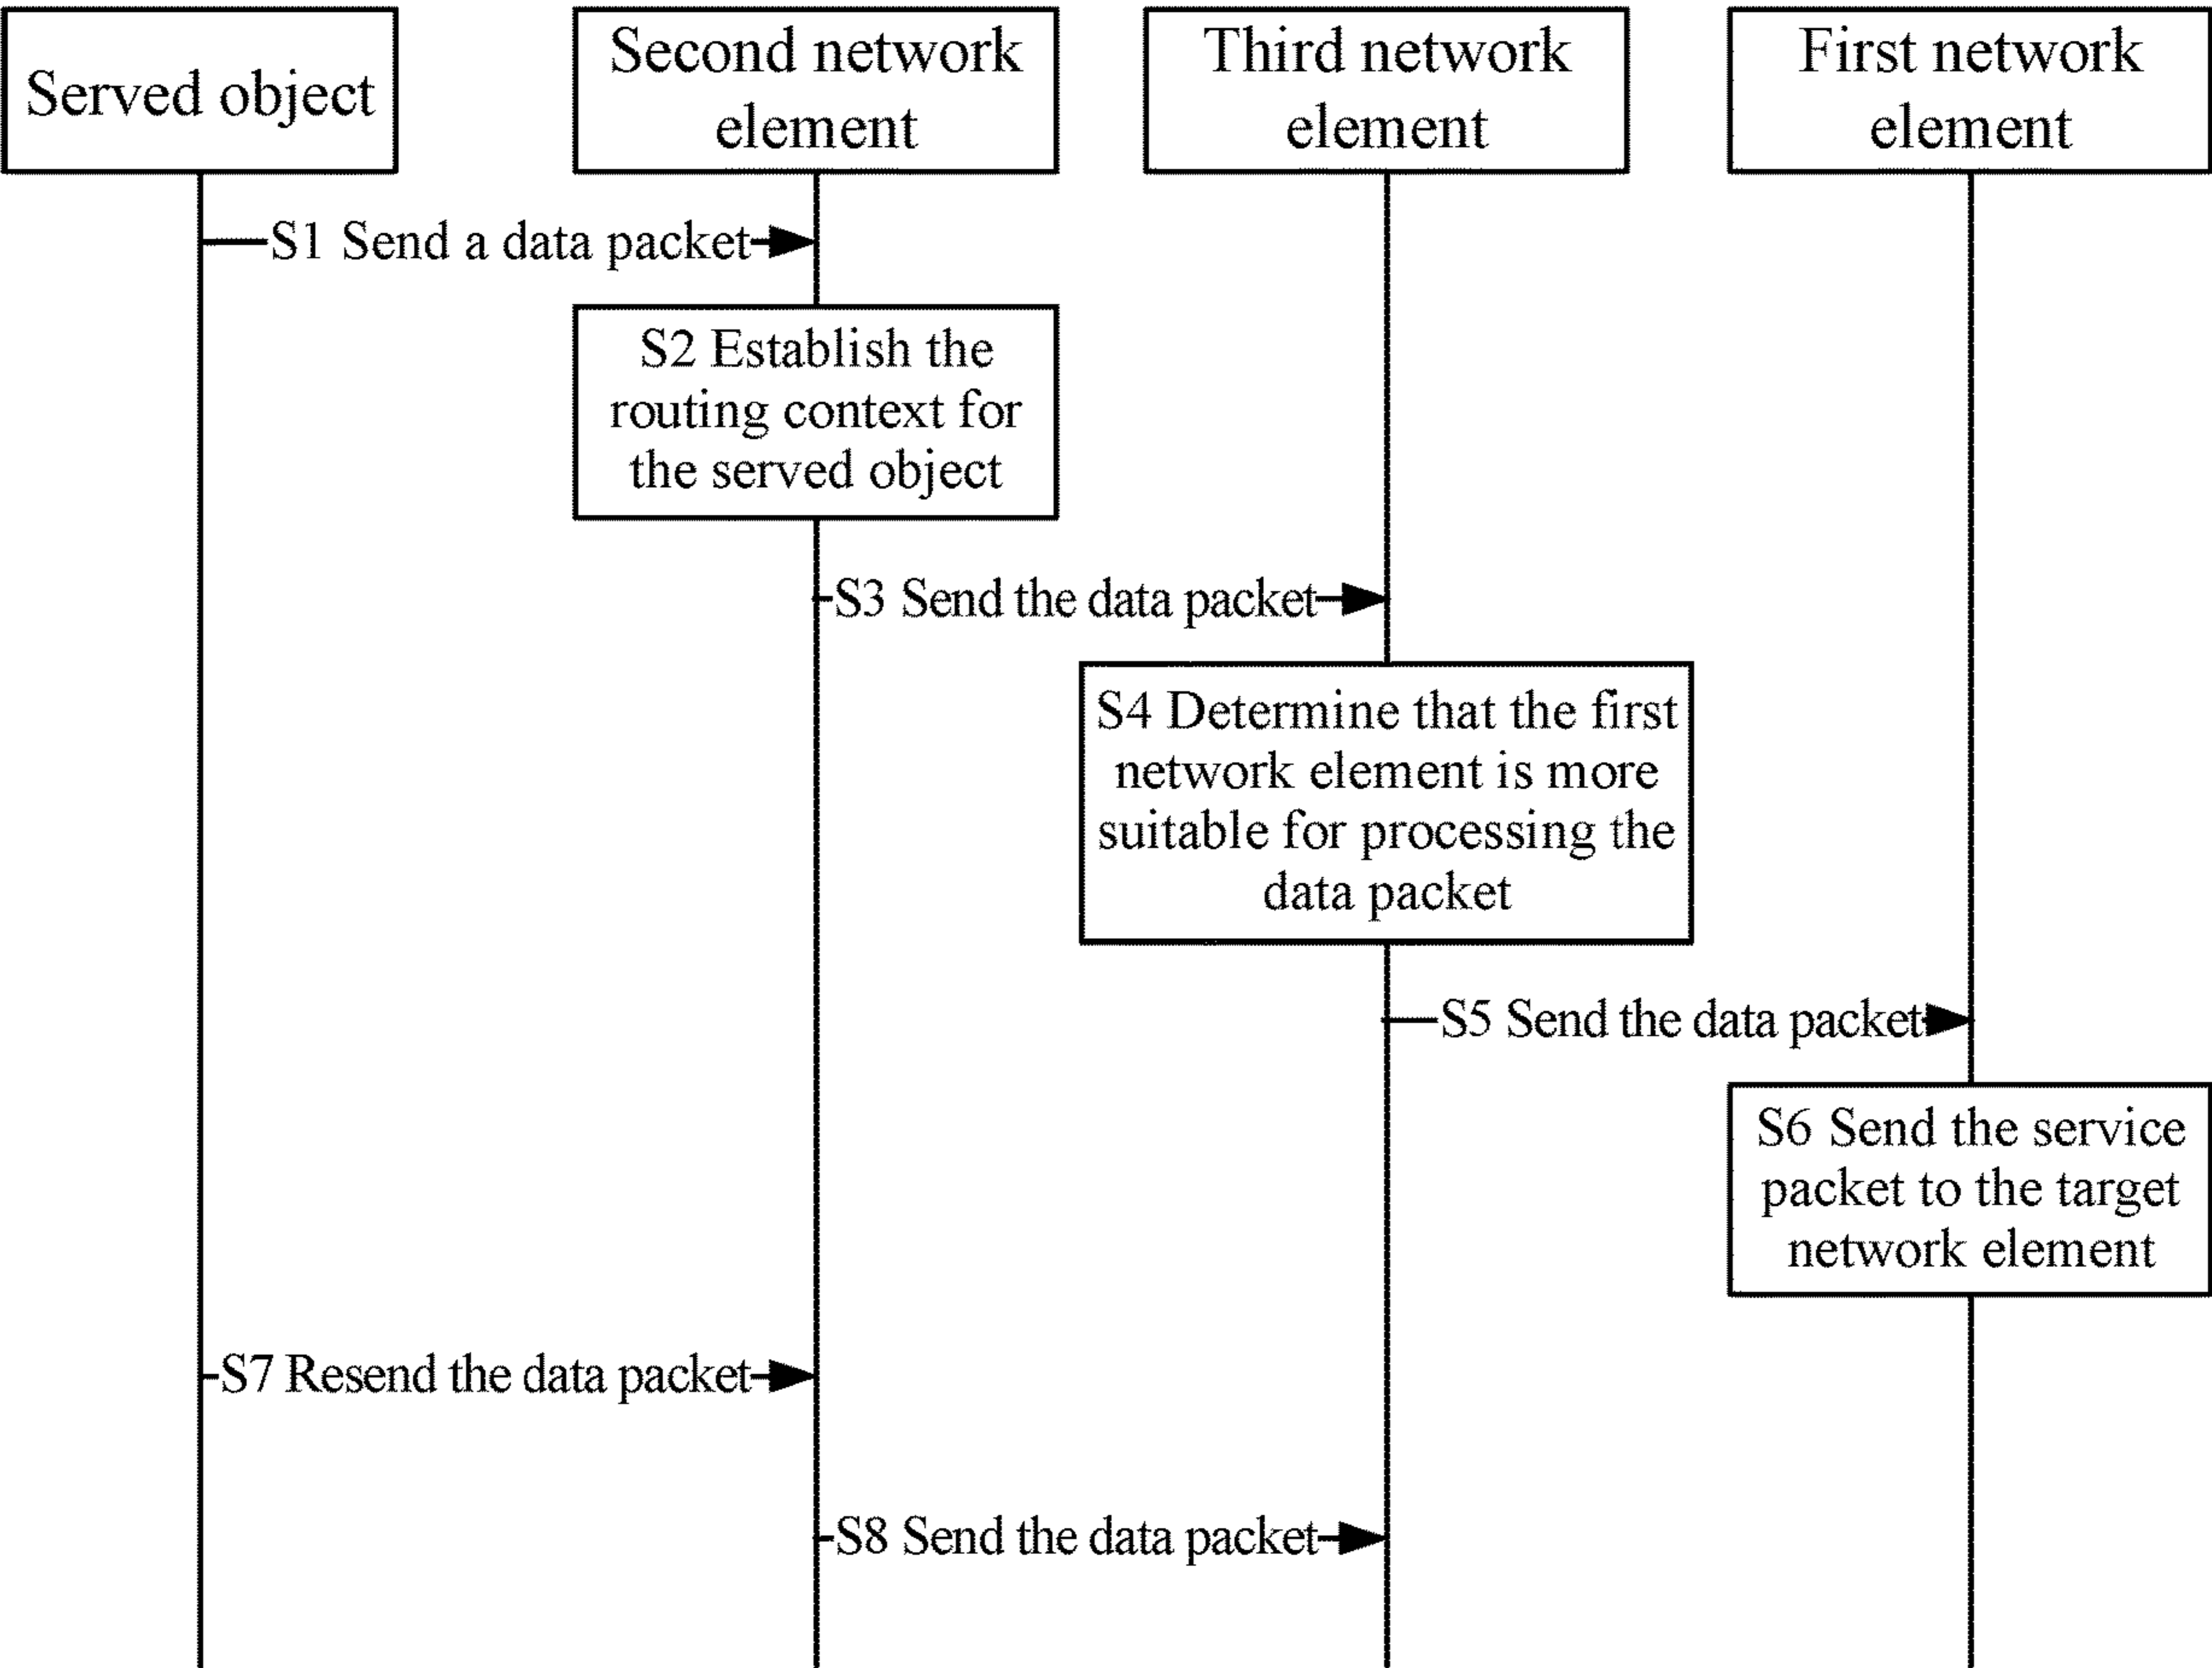 Served object
Second network
element
Third network
element
First network
element
S1 Send a data packet
S2 Establish the
routing context for
the served object
S3 Send the data packet
S4 Determine that the first
network element is more
suitable for processing the
data packet
S5 Send the data packet
S6 Send the service
packet to the target
network element
S7 Resend the data packet
S8 Send the data packet